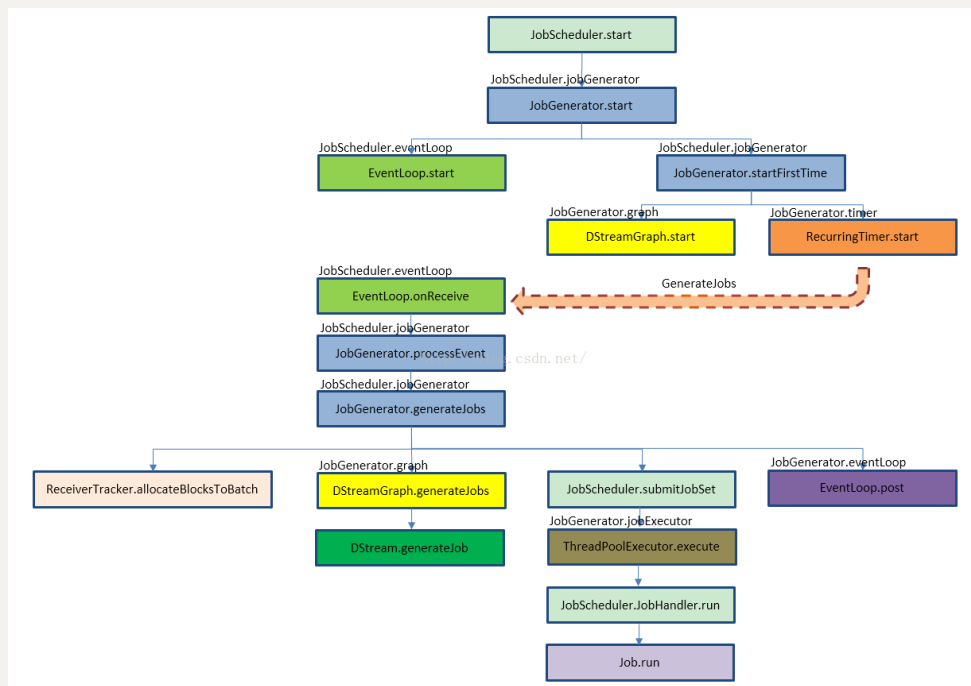 JobScheduler.start
JobScheduler.jobGenerator
JobGenerator.start
JobScheduler.eventLoop
JobScheduler.jobGenerator
EventLoop.start
JobGenerator.startFirstTime
JobGenerator.graph
JobGenerator.timer
DStreamGraph.start
RecurringTimer.start
JobScheduler.eventLoop
GenerateJobs
EventLoop.onReceive
JobScheduler.jobGenerator
JobGenerator.processEvent
.csdn.net/
JobScheduler.jobGenerator
JobGenerator.generateJobs
JobGenerator.graph
JobGenerator.eventLoop
ReceiverTracker.allocateBlocksToBatch
DStreamGraph.generateJobs
JobScheduler.submitJobSet
EventLoop.post
JobGenerator.jobExecutor
DStream.generateJob
ThreadPoolExecutor.execute
JobScheduler.JobHandler.run
Job.run